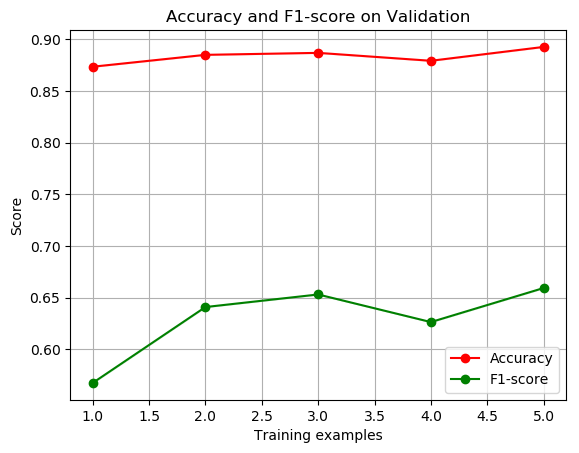 Accuracy and F1-score on Validation
0.90
0.85
0.80
0.75
0.70
0.65
0.60
Score
Accuracy
F1-score
1.0 1.5 2.0 2.5 3.0 3.5 4.0 4.5 5.0
Training examples